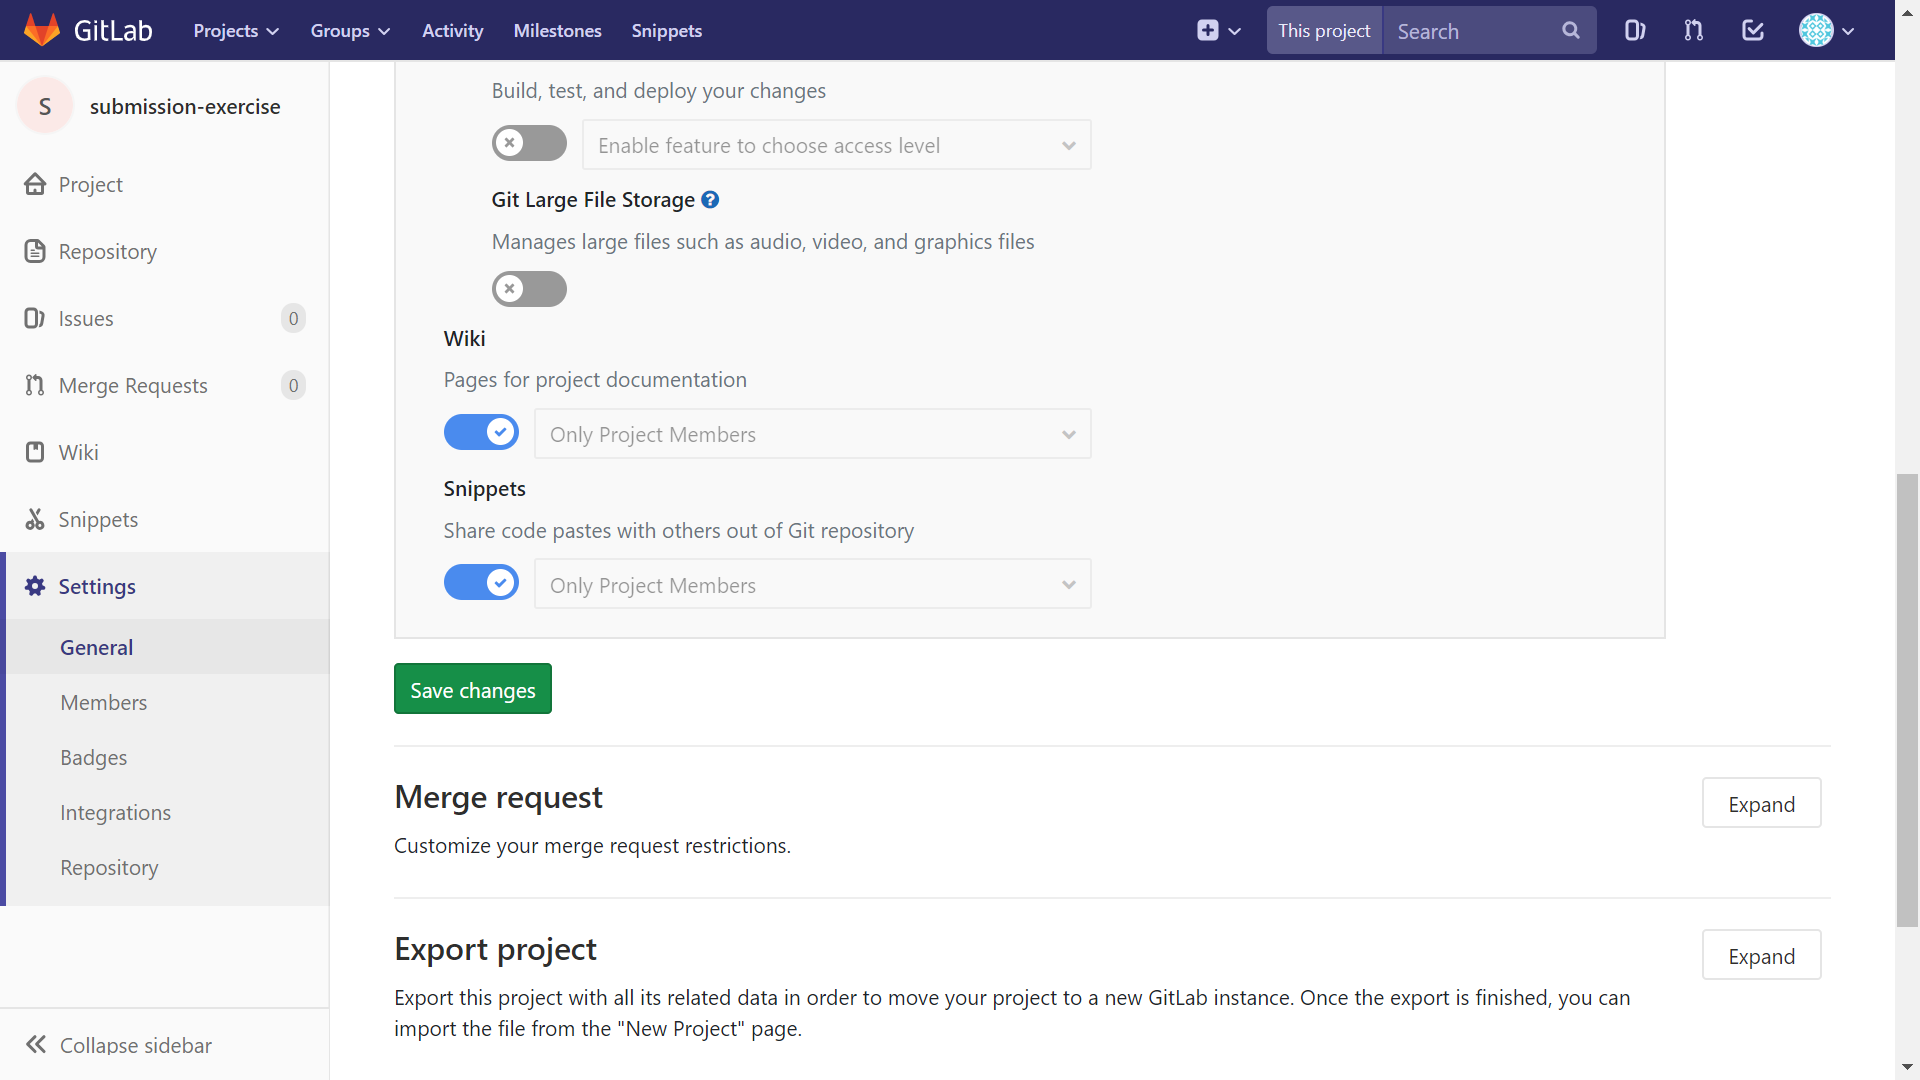 GitLab
Projects
Groups
Activity
Milestones
Snippets
This project
Search
S
submission-exercise
Project
Repository
Issues
0
Merge Requests
0
Wiki
Snippets
Settings
General
Members
Badges
Integrations
Repository
Collapse sidebar
Build, test, and deploy your changes
Enable feature to choose access level
Git Large File Storage ?
Manages large files such as audio, video, and graphics files
Wiki
Pages for project documentation
Only Project Members
Snippets
Share code pastes with others out of Git repository
Only Project Members
Save changes
Merge request
Expand
Customize your merge request restrictions.
Export project
Expand
Export this project with all its related data in order to move your project to a new GitLab instance. Once the export is finished, you can
import the file from the "New Project" page.